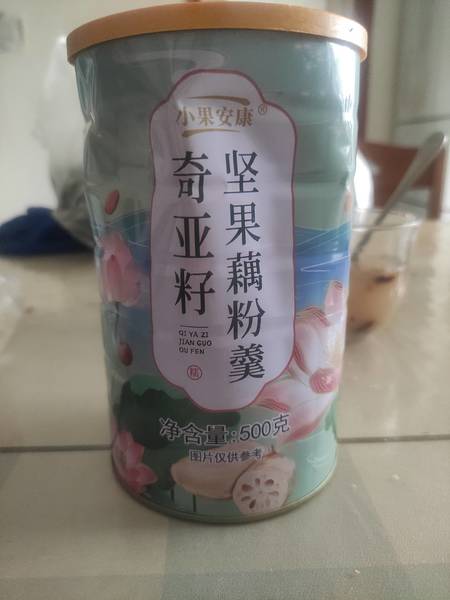 小果安康®
奇亚籽
坚果藕粉羹
QI YA ZI
JIAN GUO
OU FEN
净含量:500克
图片仅供参考